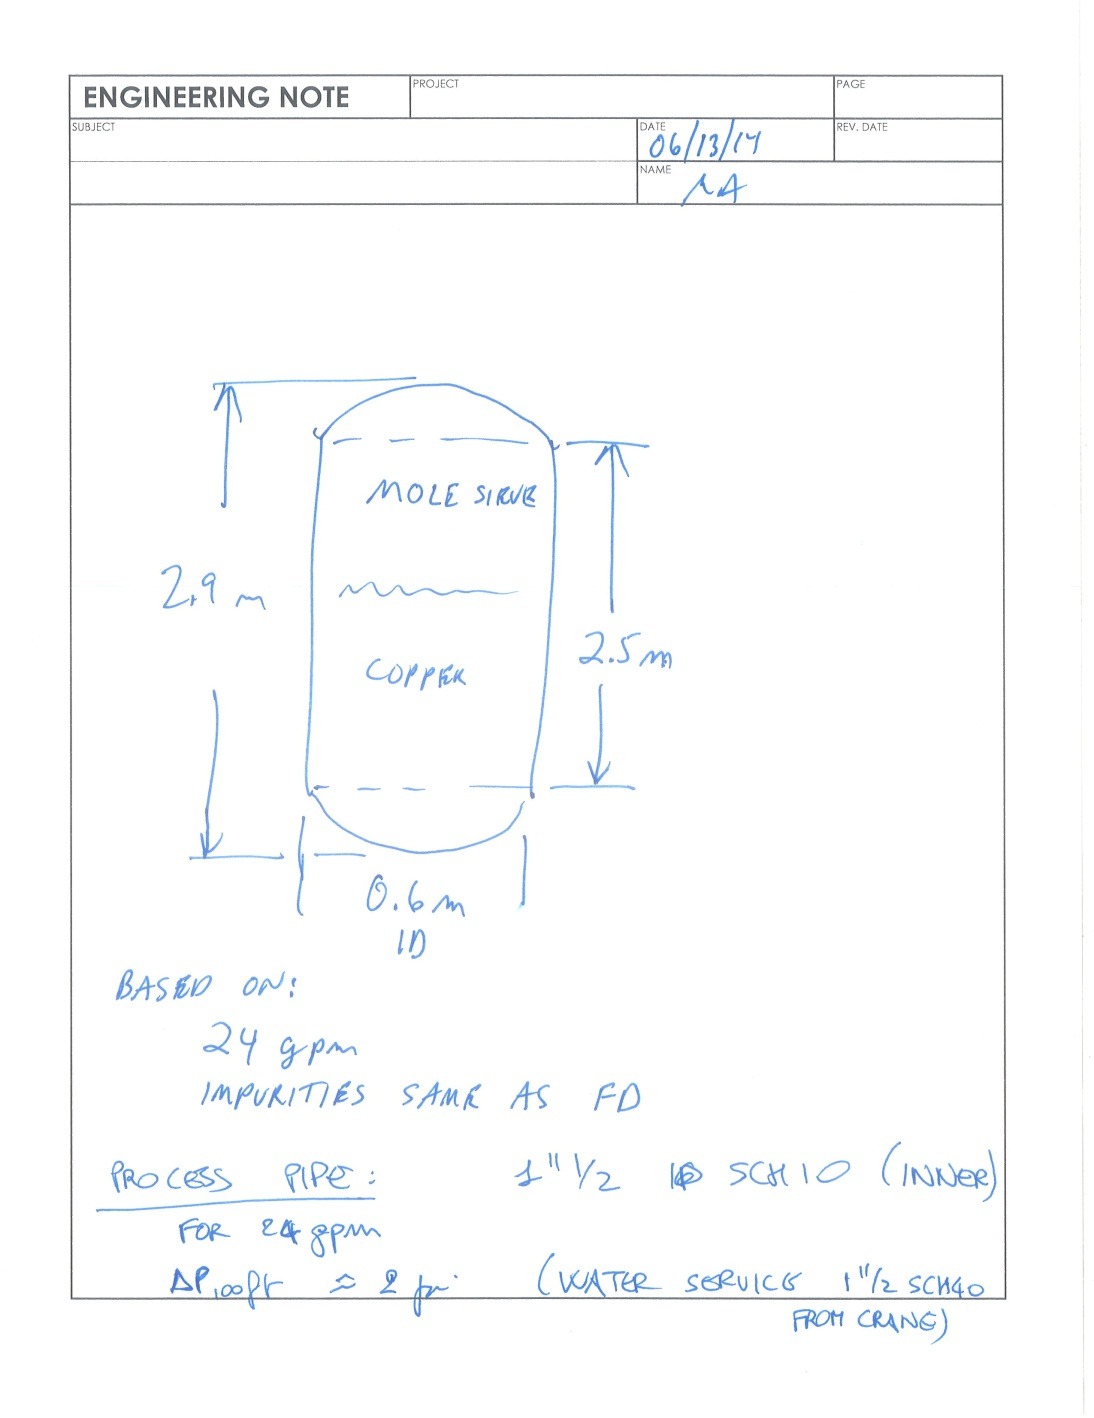 ENGINEERING NOTE
PROJECT
PAGE
SUBJECT
DATE
06/13/14
REV. DATE
NAME
MOLE SIEVE
2.9 m
COPPER
2.5 m
0.6 m
ID
BASED ON:
24 gpm
IMPURITIES SAME AS FD
PROCESS PIPE: 1" 1/2 SCH 10 (INNER)
FOR 24 gpm
ΔP100ft ≈ 2 psi (WATER SERVICE 1"1/2 SCH40
FROM CRANE)